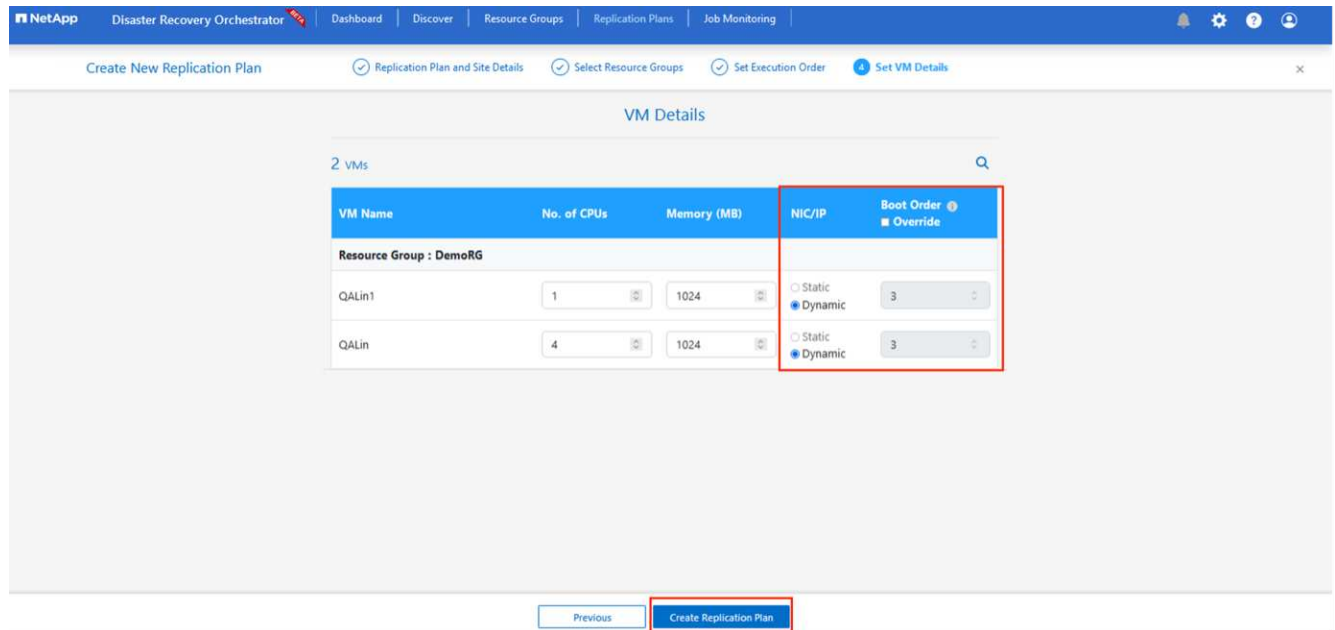 NetApp Disaster Recovery Orchestrator BETA Dashboard Discover Resource Groups Replication Plans Job Monitoring
Create New Replication Plan Replication Plan and Site Details Select Resource Groups Set Execution Order 4 Set VM Details
VM Details
2 VMs
VM Name No. of CPUs Memory (MB) NIC/IP Boot Order Override
Resource Group : DemoRG
QALin1 1 1024 Static Dynamic 3
QALin 4 1024 Static Dynamic 3
Previous Create Replication Plan